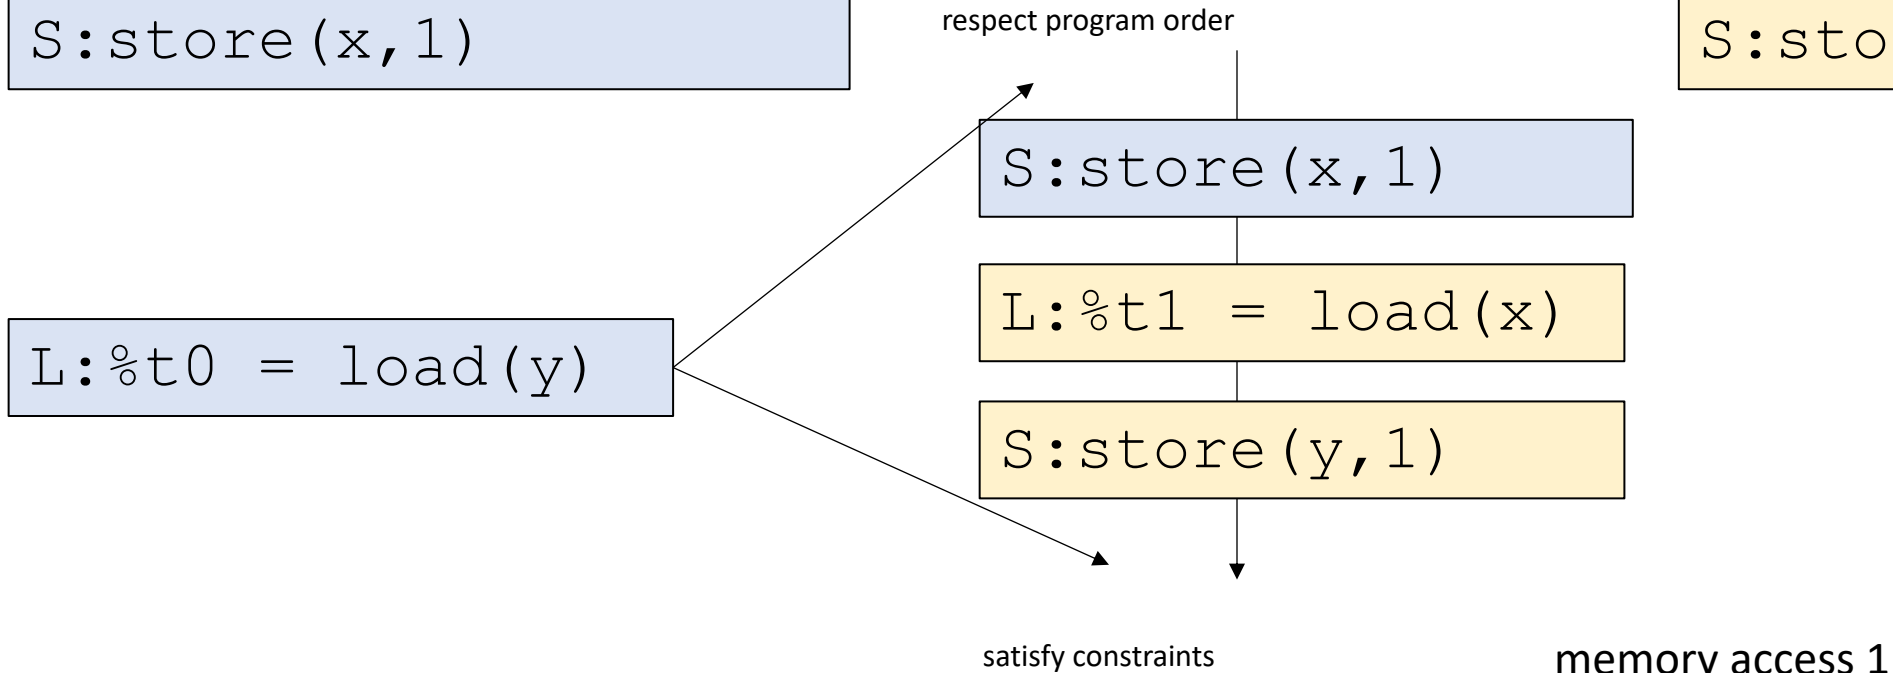 S:store(x,1)
respect program order
S:sto
S:store(x,1)
L:%t1 = load(x)
L:%t0 = load(y)
S:store(y,1)
satisfy constraints
memory access 1